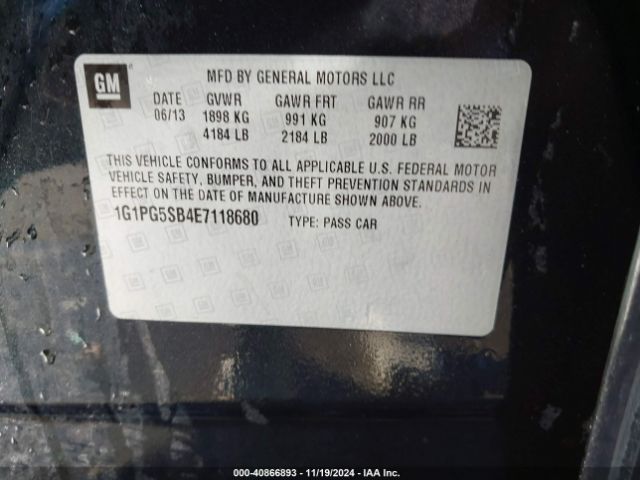 GM
MFD BY GENERAL MOTORS LLC
DATE GVWR GAWR FRT GAWR RR
06/13 1898 KG 991 KG 907 KG
4184 LB 2184 LB 2000 LB
THIS VEHICLE CONFORMS TO ALL APPLICABLE U.S. FEDERAL MOTOR
VEHICLE SAFETY, BUMPER, AND THEFT PREVENTION STANDARDS IN
EFFECT ON THE DATE OF MANUFACTURE SHOWN ABOVE.
1G1PG5SB4E7118680 TYPE: PASS CAR
000-40866893 - 11/19/2024 - IAA Inc.